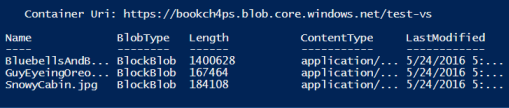 Container Uri: https://bookch4ps.blob.core.windows.net/test-vs
Name BlobType Length ContentType LastModified
---- -------- ------ ----------- ------------
BluebellsAndB... BlockBlob 1400628 application/... 5/24/2016 5:...
GuyEyeingOreo... BlockBlob 167464 application/... 5/24/2016 5:...
SnowyCabin.jpg BlockBlob 184108 application/... 5/24/2016 5:...